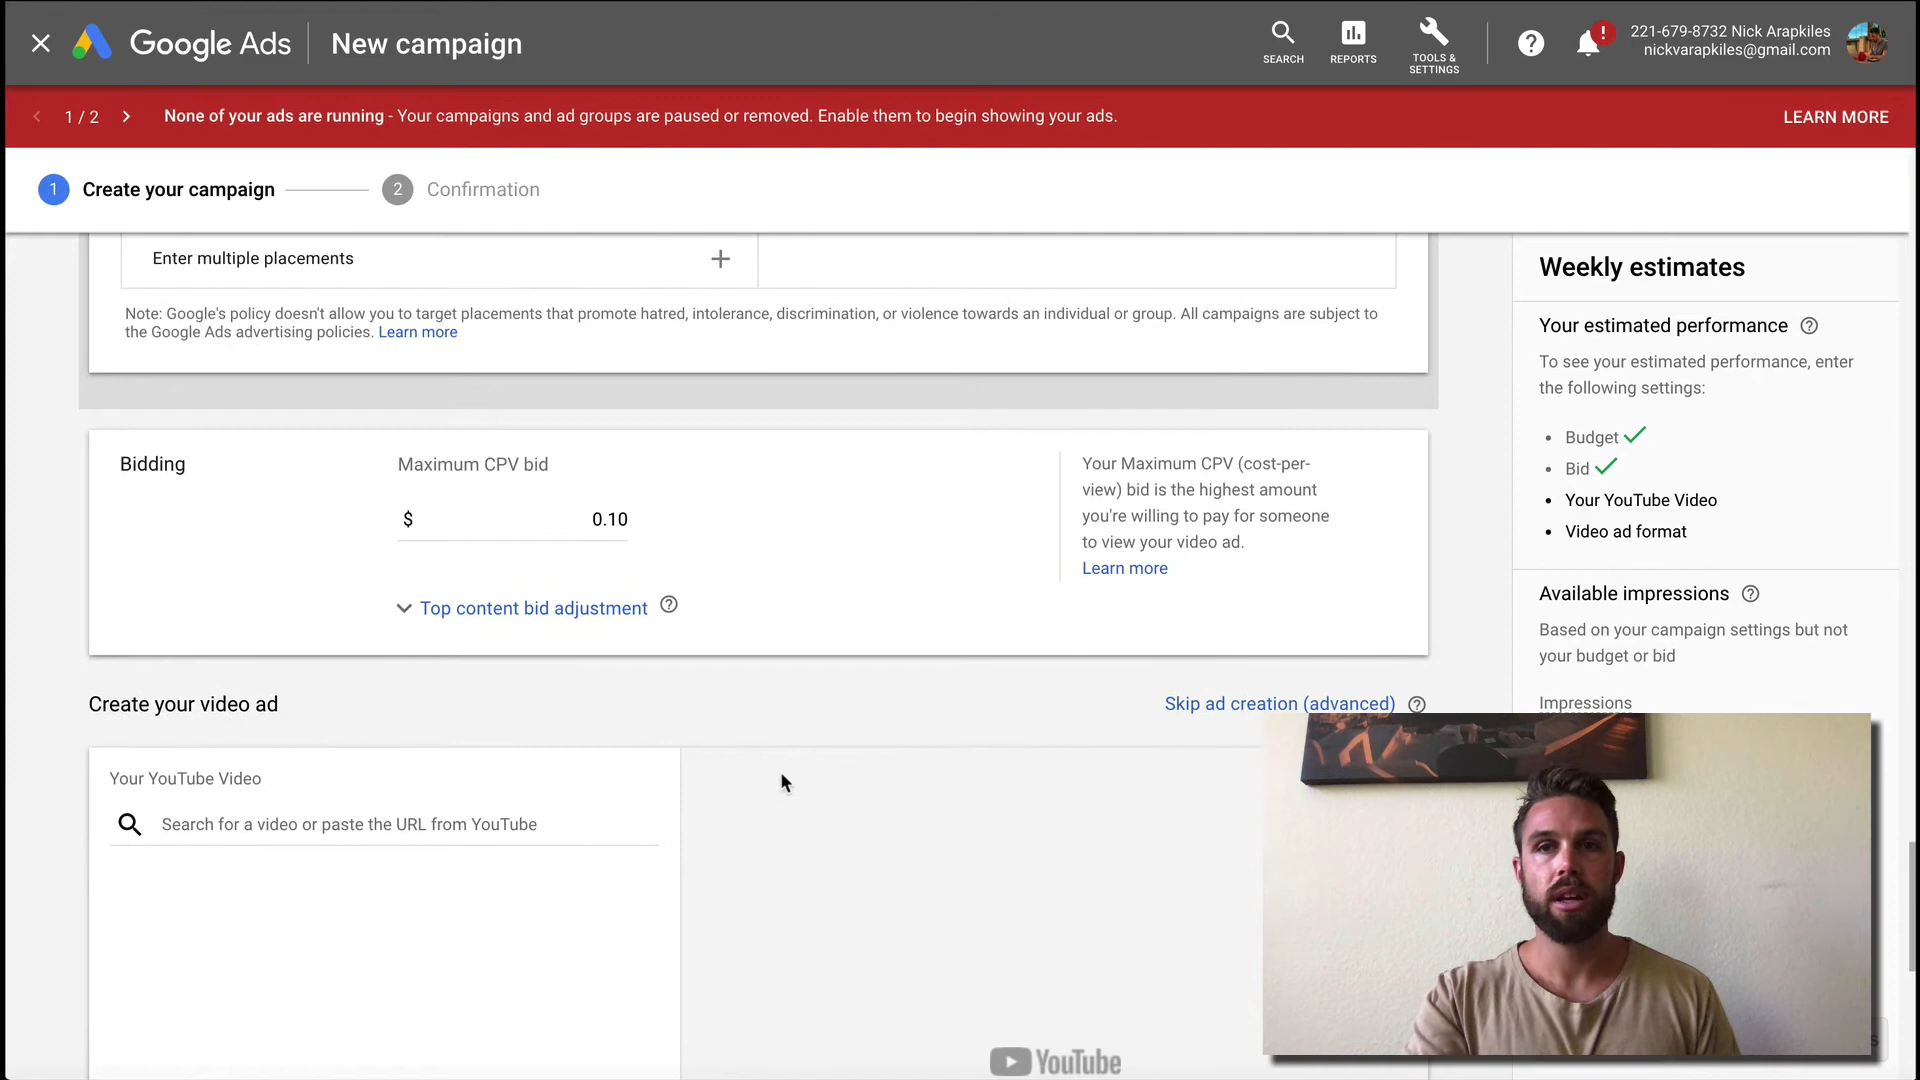 Google Ads
New campaign
SEARCH
REPORTS
TOOLS &
SETTINGS
221-679-8732 Nick Arapkiles
nickvarapkiles@gmail.com
1 / 2
None of your ads are running - Your campaigns and ad groups are paused or removed. Enable them to begin showing your ads.
LEARN MORE
1 Create your campaign
2 Confirmation
Enter multiple placements
Note: Google's policy doesn't allow you to target placements that promote hatred, intolerance, discrimination, or violence towards an individual or group. All campaigns are subject to
the Google Ads advertising policies. Learn more
Bidding
Maximum CPV bid
$ 0.10
Top content bid adjustment
Your Maximum CPV (cost-per-
view) bid is the highest amount
you're willing to pay for someone
to view your video ad.
Learn more
Create your video ad
Skip ad creation (advanced)
Your YouTube Video
Search for a video or paste the URL from YouTube
YouTube
Weekly estimates
Your estimated performance
To see your estimated performance, enter
the following settings:
• Budget
• Bid
• Your YouTube Video
• Video ad format
Available impressions
Based on your campaign settings but not
your budget or bid
Impressions